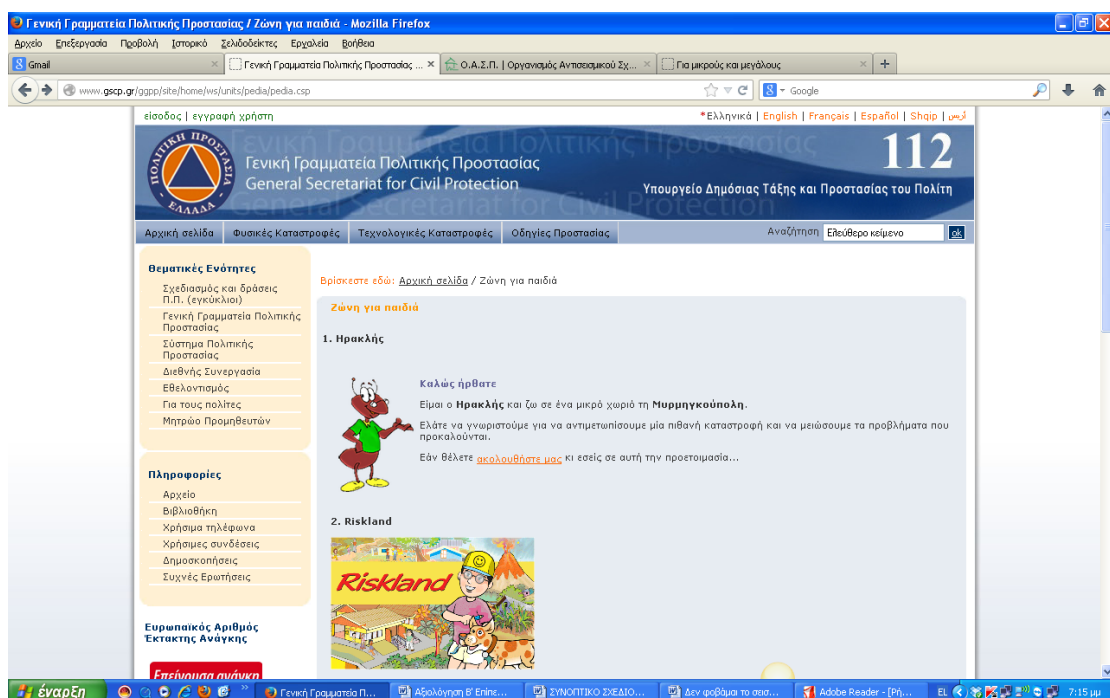 Γενική Γραμματεία Πολιτικής Προστασίας / Ζώνη για παιδιά - Mozilla Firefox
Αρχείο Επεξεργασία Προβολή Ιστορικό Σελιδοδείκτες Εργαλεία Βοήθεια
Gmail
Γενική Γραμματεία Πολιτικής Προστασίας ...
Ο.Α.Σ.Π. | Οργανισμός Αντισεισμικού Σχ...
Για μικρούς και μεγάλους
www.gscp.gr/ggpp/site/home/ws/units/pedia/pedia.csp
Google
είσοδος | εγγραφή χρήστη
*Ελληνικά | English | Français | Español | Shqip |
ΠΟΛΙΤΙΚΗ ΠΡΟΣΤΑΣΙΑ
ΕΛΛΑΔΑ
Γενική Γραμματεία Πολιτικής Προστασίας
General Secretariat for Civil Protection
112
Υπουργείο Δημόσιας Τάξης και Προστασίας του Πολίτη
Αρχική σελίδα Φυσικές Καταστροφές Τεχνολογικές Καταστροφές Οδηγίες Προστασίας
Αναζήτηση Ελεύθερο κείμενο ok
Θεματικές Ενότητες
Σχεδιασμός και δράσεις
Π.Π. (εγκύκλιοι)
Γενική Γραμματεία Πολιτικής
Προστασίας
Σύστημα Πολιτικής
Προστασίας
Διεθνής Συνεργασία
Εθελοντισμός
Για τους πολίτες
Μητρώο Προμηθευτών
Πληροφορίες
Αρχείο
Βιβλιοθήκη
Χρήσιμα τηλέφωνα
Χρήσιμες συνδέσεις
Δημοσκοπήσεις
Συχνές Ερωτήσεις
Ευρωπαϊκός Αριθμός
Έκτακτης Ανάγκης
Επείγουσα ανάγκη
Βρίσκεστε εδώ: Αρχική σελίδα / Ζώνη για παιδιά
Ζώνη για παιδιά
1. Ηρακλής
Καλώς ήρθατε
Είμαι ο Ηρακλής και ζω σε ένα μικρό χωριό τη Μυρμηγκούπολη.
Ελάτε να γνωριστούμε για να αντιμετωπίσουμε μία πιθανή καταστροφή και να μειώσουμε τα προβλήματα που
προκαλούνται.
Εάν θέλετε ακολουθήστε μας κι εσείς σε αυτή την προετοιμασία...
2. Riskland
Riskland
έναρξη
Γενική Γραμματεία Π...
Αξιολόγηση Β' Επιπε...
ΣΥΝΟΠΤΙΚΟ ΣΧΕΔΙΟ...
Δεν φοβάμαι το σεισ...
Adobe Reader - [Ρή...
EL
7:15 μμ